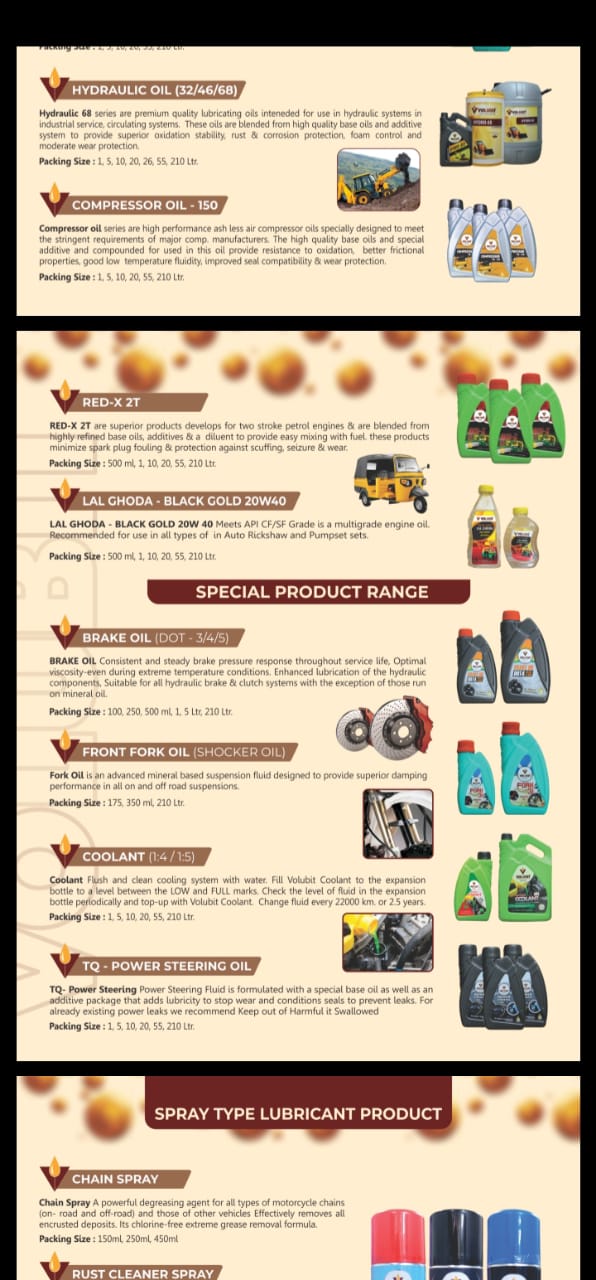 Packing Size : 1, 5, 10, 20, 55, 210 Ltr.
HYDRAULIC OIL (32/46/68)
Hydraulic 68 series are premium quality lubricating oils inteneded for use in hydraulic systems in
industrial service, circulating systems. These oils are blended from high quality base oils and additive
system to provide superior oxidation stability, rust & corrosion protection, foam control and
moderate wear protection.
Packing Size : 1, 5, 10, 20, 26, 55, 210 Ltr.
COMPRESSOR OIL - 150
Compressor oil series are high performance ash less air compressor oils specially designed to meet
the stringent requirements of major comp. manufacturers. The high quality base oils and special
additive and compounded for used in this oil provide resistance to oxidation, better frictional
properties, good low temperature fluidity, improved seal compatibility & wear protection.
Packing Size : 1, 5, 10, 20, 55, 210 Ltr.
RED-X 2T
RED-X 2T are superior products develops for two stroke petrol engines & are blended from
highly refined base oils, additives & a diluent to provide easy mixing with fuel. these products
minimize spark plug fouling & protection against scuffing, seizure & wear.
Packing Size : 500 ml, 1, 10, 20, 55, 210 Ltr.
LAL GHODA - BLACK GOLD 20W40
LAL GHODA - BLACK GOLD 20W 40 Meets API CF/SF Grade is a multigrade engine oil.
Recommended for use in all types of in Auto Rickshaw and Pumpset sets.
Packing Size : 500 ml, 1, 10, 20, 55, 210 Ltr.
SPECIAL PRODUCT RANGE
BRAKE OIL (DOT - 3/4/5)
BRAKE OIL Consistent and steady brake pressure response throughout service life, Optimal
viscosity-even during extreme temperature conditions. Enhanced lubrication of the hydraulic
components, Suitable for all hydraulic brake & clutch systems with the exception of those run
on mineral oil.
Packing Size : 100, 250, 500 ml, 1, 5 Ltr, 210 Ltr.
FRONT FORK OIL (SHOCKER OIL)
Fork Oil is an advanced mineral based suspension fluid designed to provide superior damping
performance in all on and off road suspensions.
Packing Size : 175, 350 ml, 210 Ltr.
COOLANT (1:4 / 1:5)
Coolant Flush and clean cooling system with water. Fill Volubit Coolant to the expansion
bottle to a level between the LOW and FULL marks. Check the level of fluid in the expansion
bottle periodically and top-up with Volubit Coolant. Change fluid every 22000 km. or 2.5 years.
Packing Size : 1, 5, 10, 20, 55, 210 Ltr.
TQ - POWER STEERING OIL
TQ- Power Steering Power Steering Fluid is formulated with a special base oil as well as an
additive package that adds lubricity to stop wear and conditions seals to prevent leaks. For
already existing power leaks we recommend Keep out of Harmful it Swallowed
Packing Size : 1, 5, 10, 20, 55, 210 Ltr.
SPRAY TYPE LUBRICANT PRODUCT
CHAIN SPRAY
Chain Spray A powerful degreasing agent for all types of motorcycle chains
(on- road and off-road) and those of other vehicles Effectively removes all
encrusted deposits. Its chlorine-free extreme grease removal formula.
Packing Size : 150ml, 250ml, 450ml
RUST CLEANER SPRAY